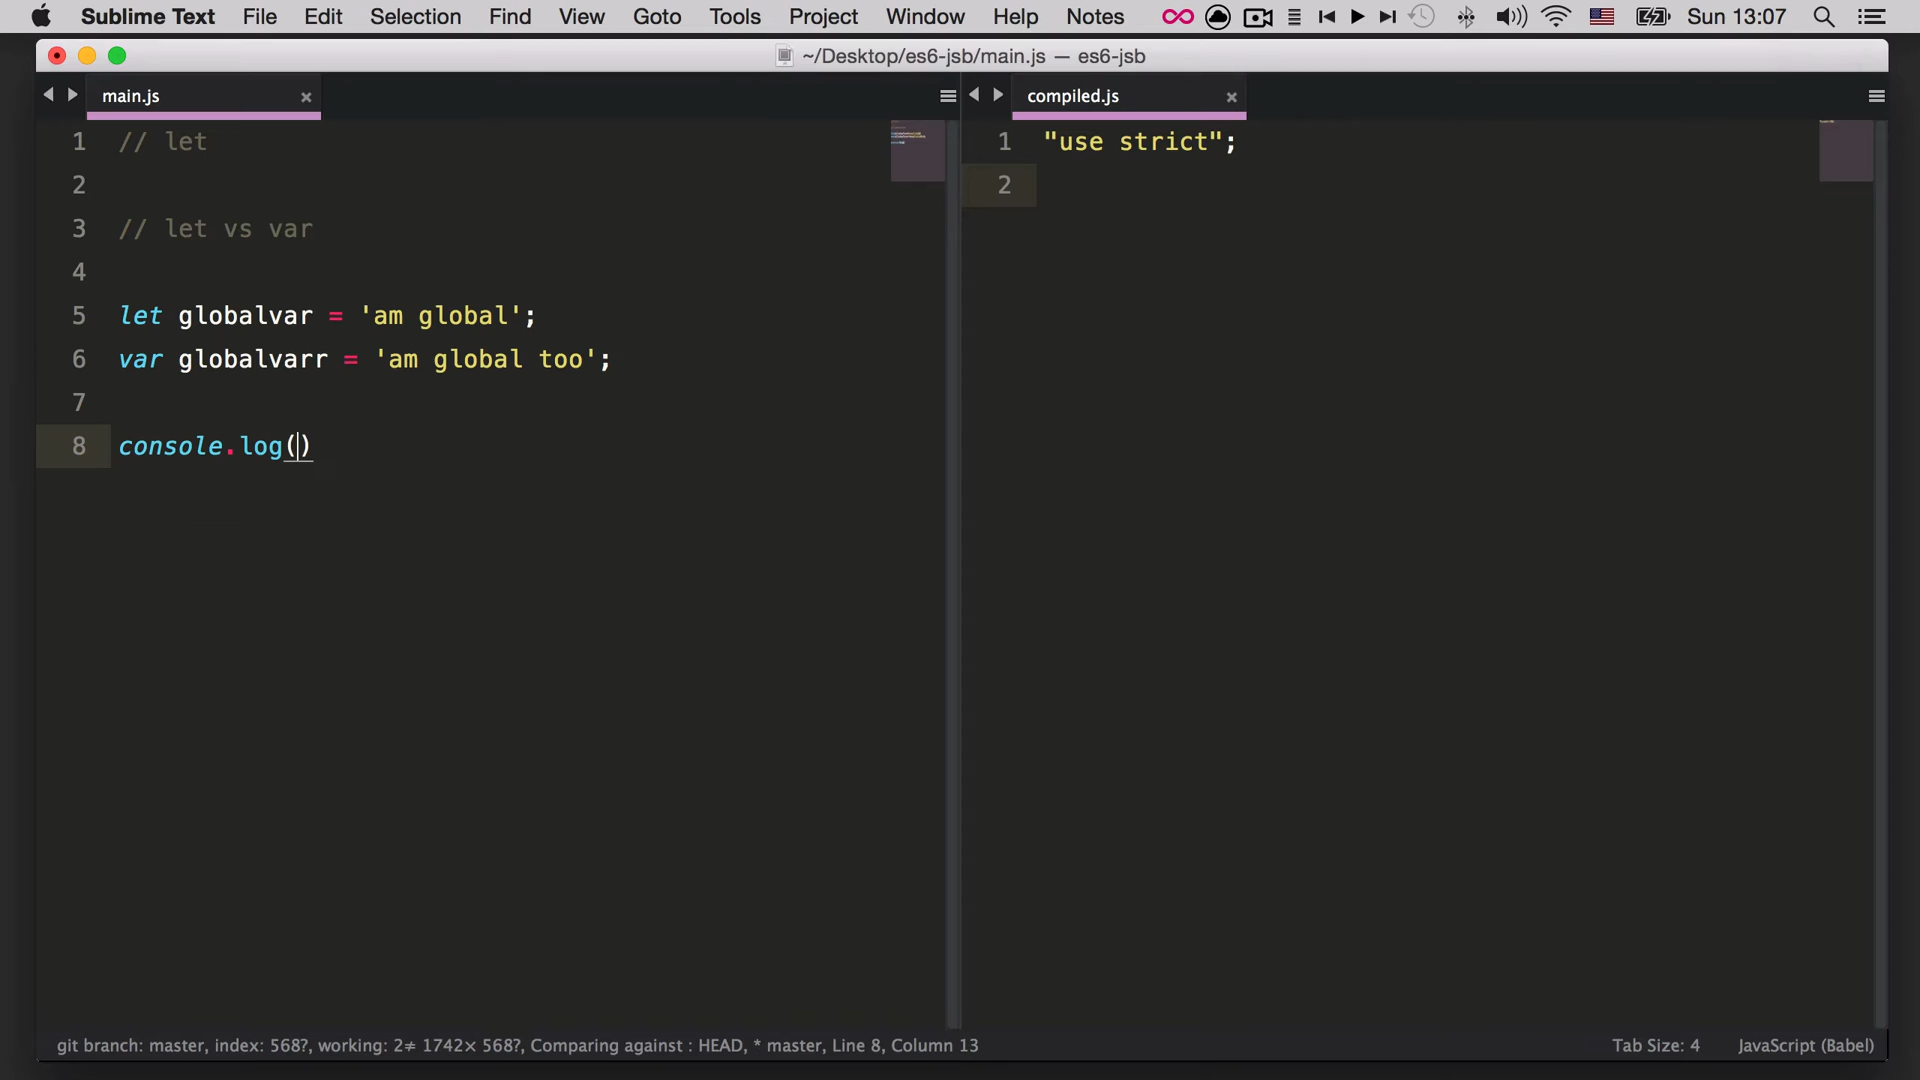 Sublime Text File Edit Selection Find View Goto Tools Project Window Help Notes Sun 13:07
~/Desktop/es6-jsb/main.js — es6-jsb
main.js
1 // let
2
3 // let vs var
4
5 let globalvar = 'am global';
6 var globalvarr = 'am global too';
7
8 console.log()
compiled.js
1 "use strict";
2
git branch: master, index: 568?, working: 2≠ 1742× 568?, Comparing against : HEAD, * master, Line 8, Column 13
Tab Size: 4 JavaScript (Babel)